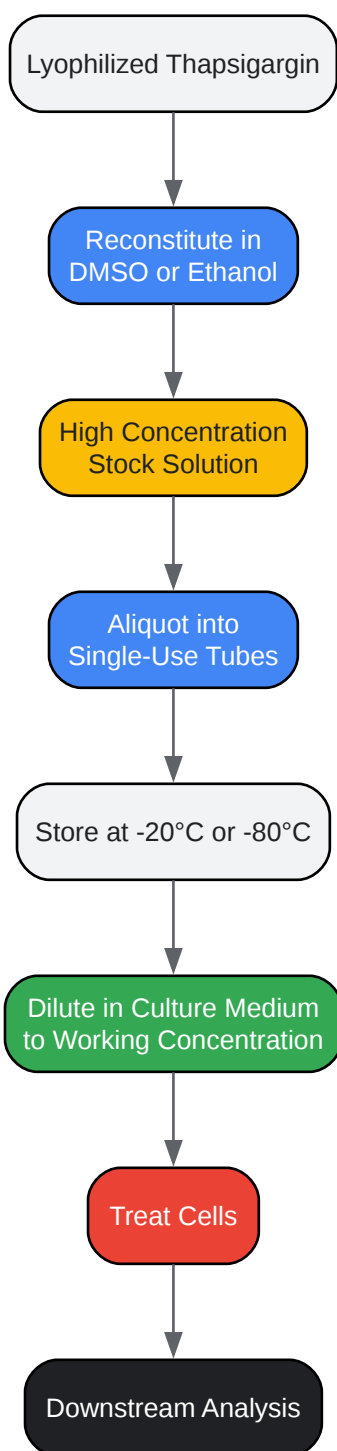 Lyophilized Thapsigargin
Reconstitute in
DMSO or Ethanol
High Concentration
Stock Solution
Aliquot into
Single-Use Tubes
Store at -20°C or -80°C
Dilute in Culture Medium
to Working Concentration
Treat Cells
Downstream Analysis